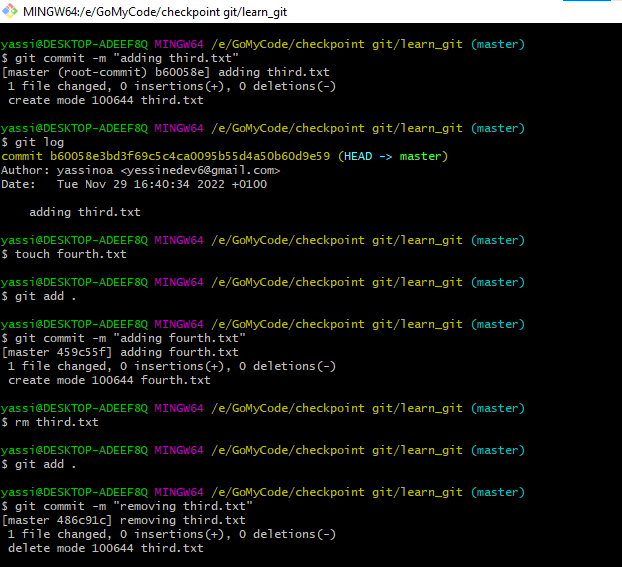 MINGW64:/e/GoMyCode/checkpoint git/learn_git
yassi@DESKTOP-ADEEF8Q MINGW64 /e/GoMyCode/checkpoint git/learn_git (master)
$ git commit -m "adding third.txt"
[master (root-commit) b60058e] adding third.txt
 1 file changed, 0 insertions(+), 0 deletions(-)
 create mode 100644 third.txt
yassi@DESKTOP-ADEEF8Q MINGW64 /e/GoMyCode/checkpoint git/learn_git (master)
$ git log
commit b60058e3bd3f69c5c4ca0095b55d4a50b60d9e59 (HEAD -> master)
Author: yassinoa <yessinedev6@gmail.com>
Date:   Tue Nov 29 16:40:34 2022 +0100
    adding third.txt
yassi@DESKTOP-ADEEF8Q MINGW64 /e/GoMyCode/checkpoint git/learn_git (master)
$ touch fourth.txt
yassi@DESKTOP-ADEEF8Q MINGW64 /e/GoMyCode/checkpoint git/learn_git (master)
$ git add .
yassi@DESKTOP-ADEEF8Q MINGW64 /e/GoMyCode/checkpoint git/learn_git (master)
$ git commit -m "adding fourth.txt"
[master 459c55f] adding fourth.txt
 1 file changed, 0 insertions(+), 0 deletions(-)
 create mode 100644 fourth.txt
yassi@DESKTOP-ADEEF8Q MINGW64 /e/GoMyCode/checkpoint git/learn_git (master)
$ rm third.txt
yassi@DESKTOP-ADEEF8Q MINGW64 /e/GoMyCode/checkpoint git/learn_git (master)
$ git add .
yassi@DESKTOP-ADEEF8Q MINGW64 /e/GoMyCode/checkpoint git/learn_git (master)
$ git commit -m "removing third.txt"
[master 486c91c] removing third.txt
 1 file changed, 0 insertions(+), 0 deletions(-)
 delete mode 100644 third.txt